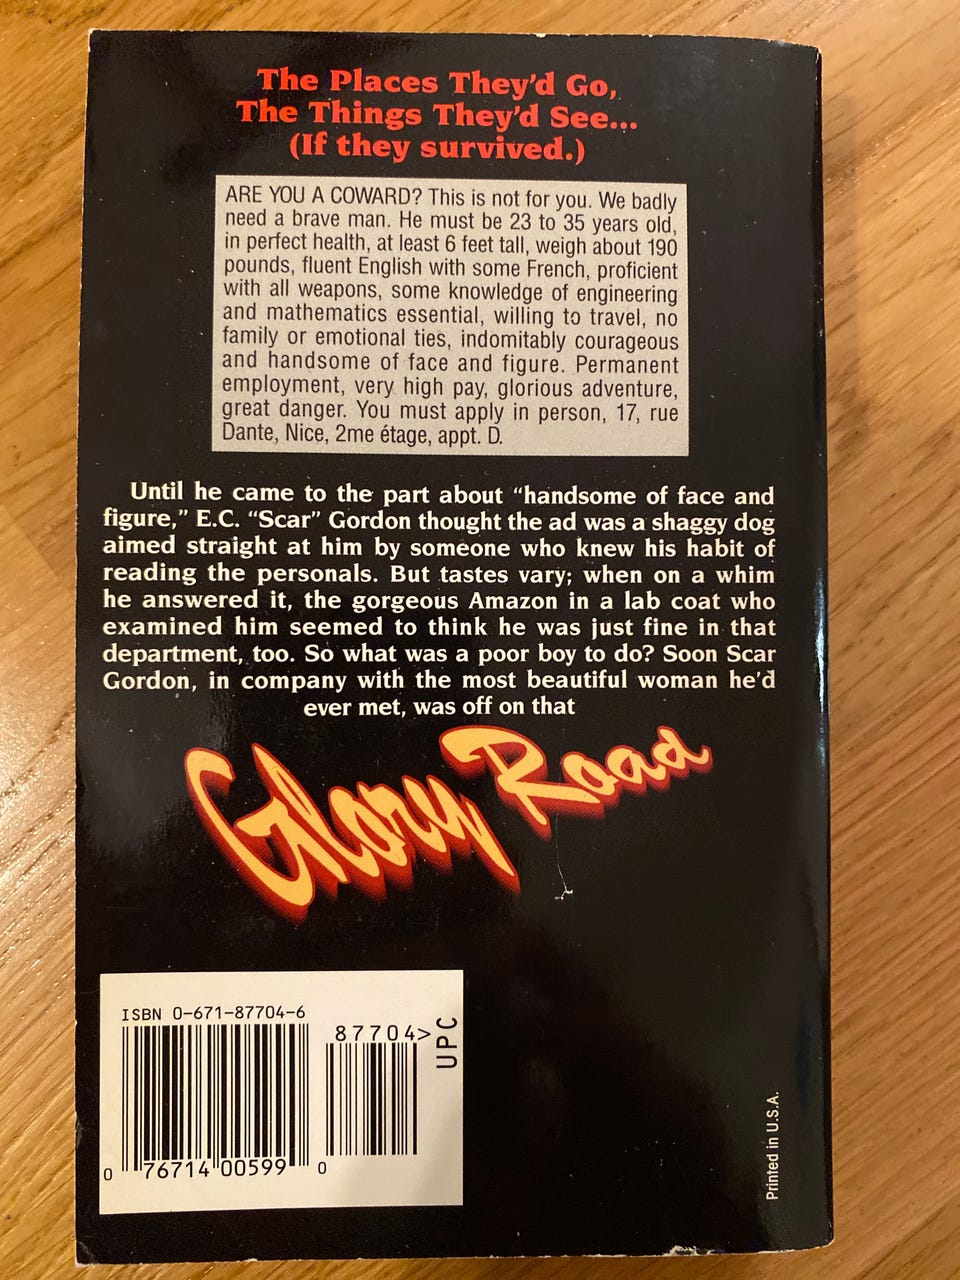 The Places They'd Go,
The Things They'd See...
(If they survived.)
ARE YOU A COWARD? This is not for you. We badly
need a brave man. He must be 23 to 35 years old,
in perfect health, at least 6 feet tall, weigh about 190
pounds, fluent English with some French, proficient
with all weapons, some knowledge of engineering
and mathematics essential, willing to travel, no
family or emotional ties, indomitably courageous
and handsome of face and figure. Permanent
employment, very high pay, glorious adventure,
great danger. You must apply in person, 17, rue
Dante, Nice, 2me étage, appt. D.
Until he came to the part about “handsome of face and
figure,” E.C. “Scar” Gordon thought the ad was a shaggy dog
aimed straight at him by someone who knew his habit of
reading the personals. But tastes vary; when on a whim
he answered it, the gorgeous Amazon in a lab coat who
examined him seemed to think he was just fine in that
department, too. So what was a poor boy to do? Soon Scar
Gordon, in company with the most beautiful woman he'd
ever met, was off on that
Glory Road
ISBN 0-671-87704-6
87704>
UPC
0 76714 00599 0
Printed in U.S.A.